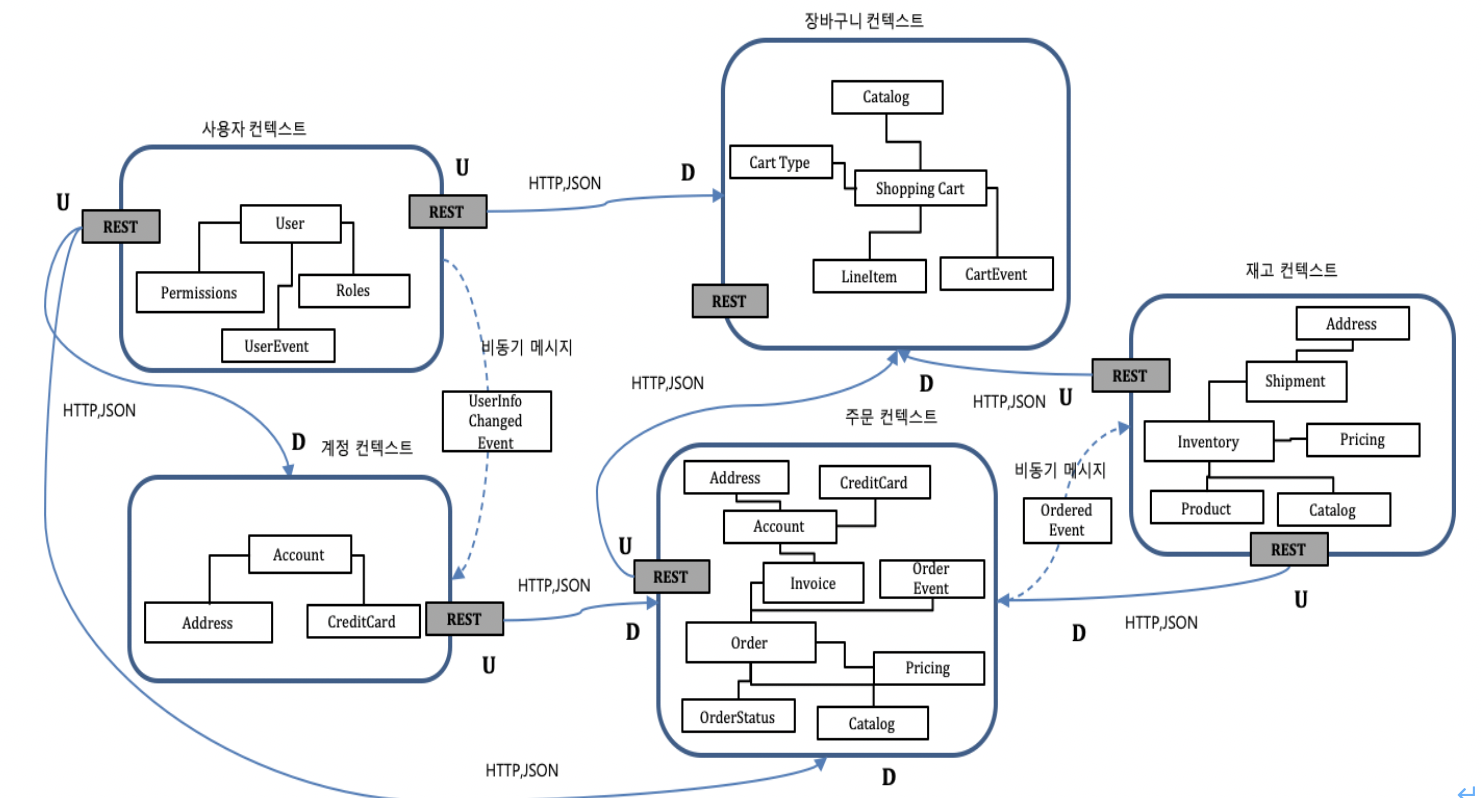 장바구니 컨텍스트
Catalog
Cart Type
Shopping Cart
LineItem
CartEvent
REST
사용자 컨텍스트
U
REST
U
REST
User
Permissions
Roles
UserEvent
HTTP,JSON
D
비동기 메시지
UserInfo
Changed
Event
HTTP,JSON
D
계정 컨텍스트
Account
Address
CreditCard
REST
U
HTTP,JSON
D
HTTP,JSON
D
주문 컨텍스트
Address
CreditCard
Account
Invoice
Order
Event
Order
Pricing
OrderStatus
Catalog
U
REST
HTTP,JSON
D
재고 컨텍스트
Address
Shipment
Inventory
Pricing
Product
Catalog
REST
U
HTTP,JSON
비동기 메시지
Ordered
Event
REST
U
HTTP,JSON
D